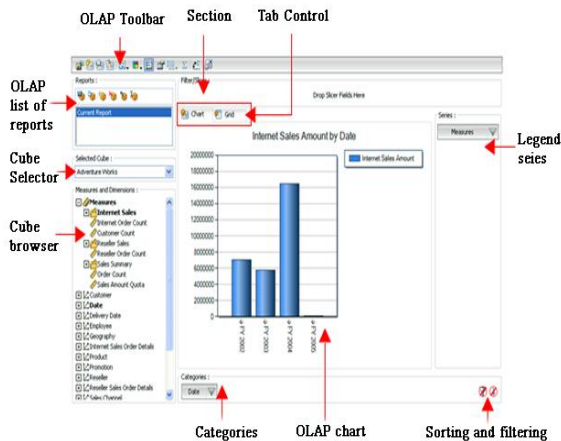 OLAP Toolbar
Section
Tab Control
OLAP
list of
reports
Cube
Selector
Cube
browser
Reports :
Current Report
Selected Cube :
Adventure Works
Measures and Dimensions :
Measures
Internet Sales
Internet Order Count
Customer Count
Reseller Sales
Reseller Order Count
Sales Summary
Order Count
Sales Amount Quota
Customer
Date
Delivery Date
Employee
Geography
Internet Sales Order Details
Product
Promotion
Reseller
Reseller Sales Order Details
Sales Channel
Drop Slicer Fields Here
Chart
Grid
Internet Sales Amount by Date
Internet Sales Amount
20000000
18000000
16000000
14000000
12000000
10000000
8000000
6000000
4000000
2000000
0
FY 2002
FY 2003
FY 2004
FY 2005
Series :
Measures
Legend
seies
Categories :
Date
Categories
OLAP chart
Sorting and filtering